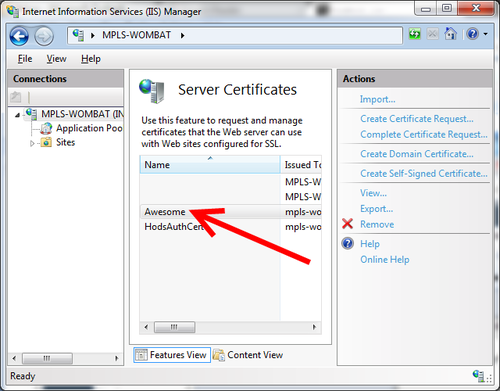 Internet Information Services (IIS) Manager
MPLS-WOMBAT
File View Help
Connections
MPLS-WOMBAT (IN
Application Poo
Sites
Server Certificates
Use this feature to request and manage
certificates that the Web server can use
with Web sites configured for SSL.
Name Issued To
MPLS-W
MPLS-W
Awesome mpls-wo
HodsAuthCert mpls-wo
Features View Content View
Actions
Import...
Create Certificate Request...
Complete Certificate Request...
Create Domain Certificate...
Create Self-Signed Certificate...
View...
Export...
Remove
Help
Online Help
Ready